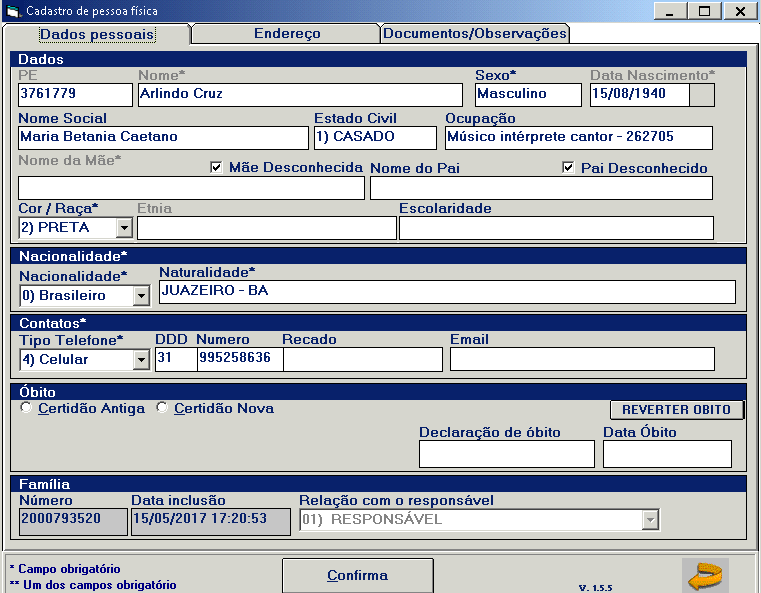 Cadastro de pessoa física
Dados pessoais Endereço Documentos/Observações
Dados
PE Nome* Sexo* Data Nascimento*
3761779 Arlindo Cruz Masculino 15/08/1940
Nome Social Estado Civil Ocupação
Maria Betania Caetano 1) CASADO Músico intérprete cantor - 262705
Nome da Mãe* Mãe Desconhecida Nome do Pai Pai Desconhecido
Cor / Raça* Etnia Escolaridade
2) PRETA
Nacionalidade*
Nacionalidade* Naturalidade*
0) Brasileiro JUAZEIRO - BA
Contatos*
Tipo Telefone* DDD Numero Recado Email
4) Celular 31 995258636
Óbito
Certidão Antiga Certidão Nova REVERTER OBITO
Declaração de óbito Data Óbito
Família
Número Data inclusão Relação com o responsável
2000793520 15/05/2017 17:20:53 01) RESPONSÁVEL
* Campo obrigatório
** Um dos campos obrigatório
Confirma
V. 1.5.5